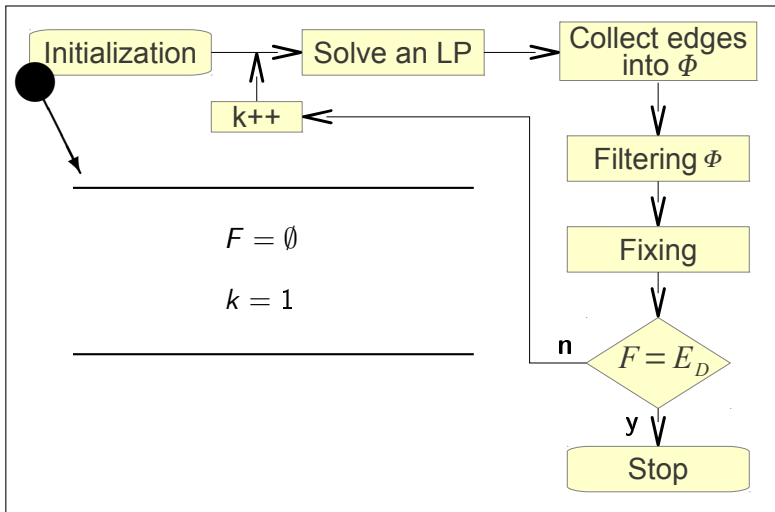 Initialization
Solve an LP
Collect edges
into Φ
k++
Filtering Φ
F = ∅
Fixing
k = 1
n
F = E_D
y
Stop